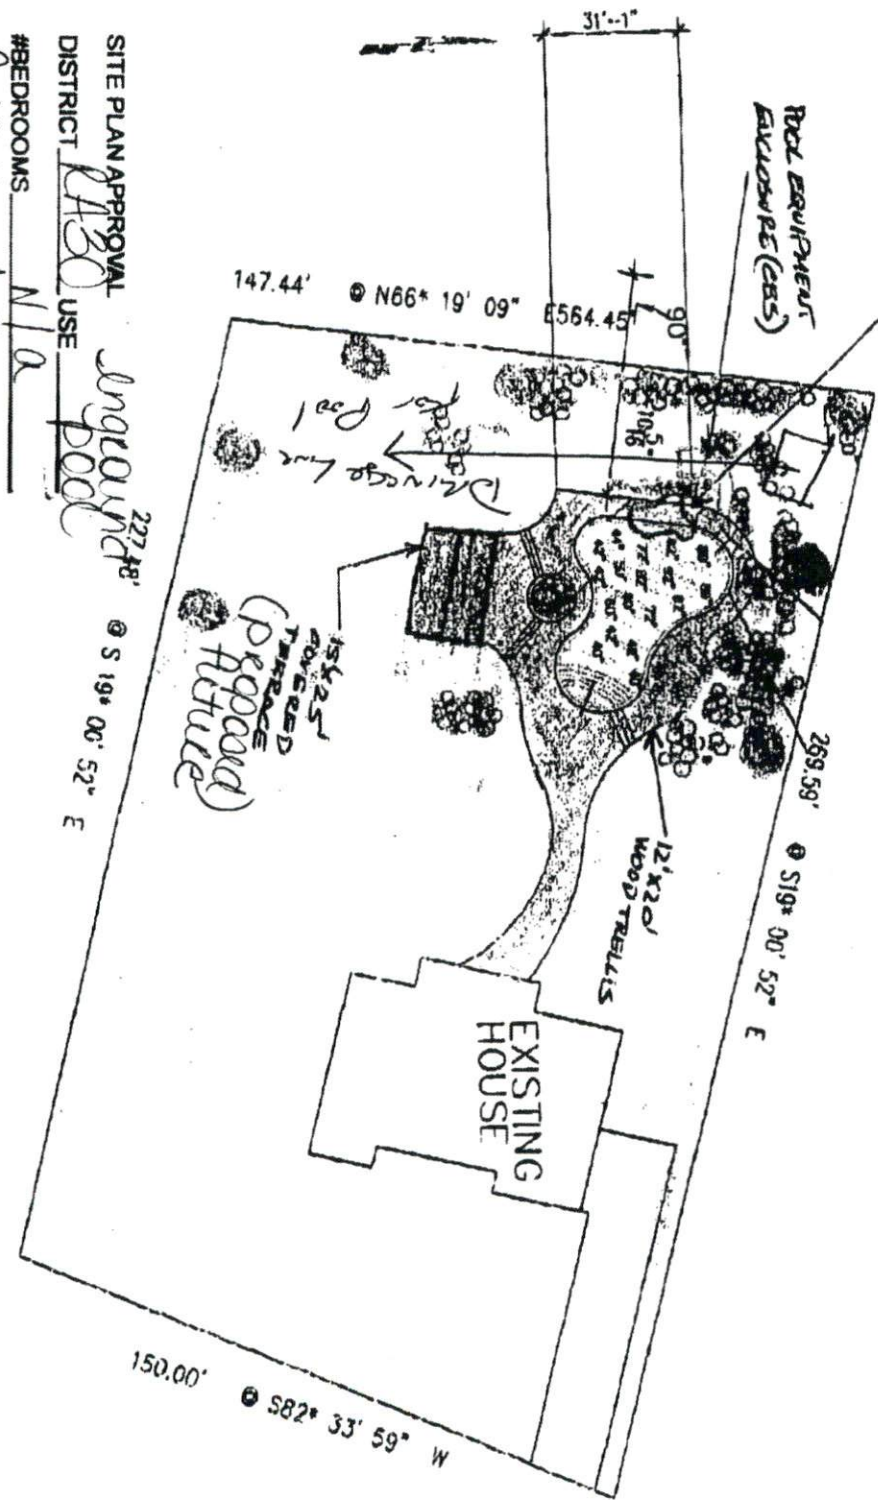 SITE PLAN APPROVAL
DISTRICT RA30 USE Inground pool
#BEDROOMS N/a
31'-1"
POOL EQUIPMENT
ENCLOSURE (CBS)
147.44' @ N66* 19' 09" E564.45'
90°
Drainage Line
For Pool
15'x25'
COVERED
TERRACE
(proposed
future)
227.48' @ S 19* 00' 52" E
269.59' @ S19* 00' 52" E
12'x20'
WOOD TRELLIS
EXISTING
HOUSE
150.00' @ S82* 33' 59" W